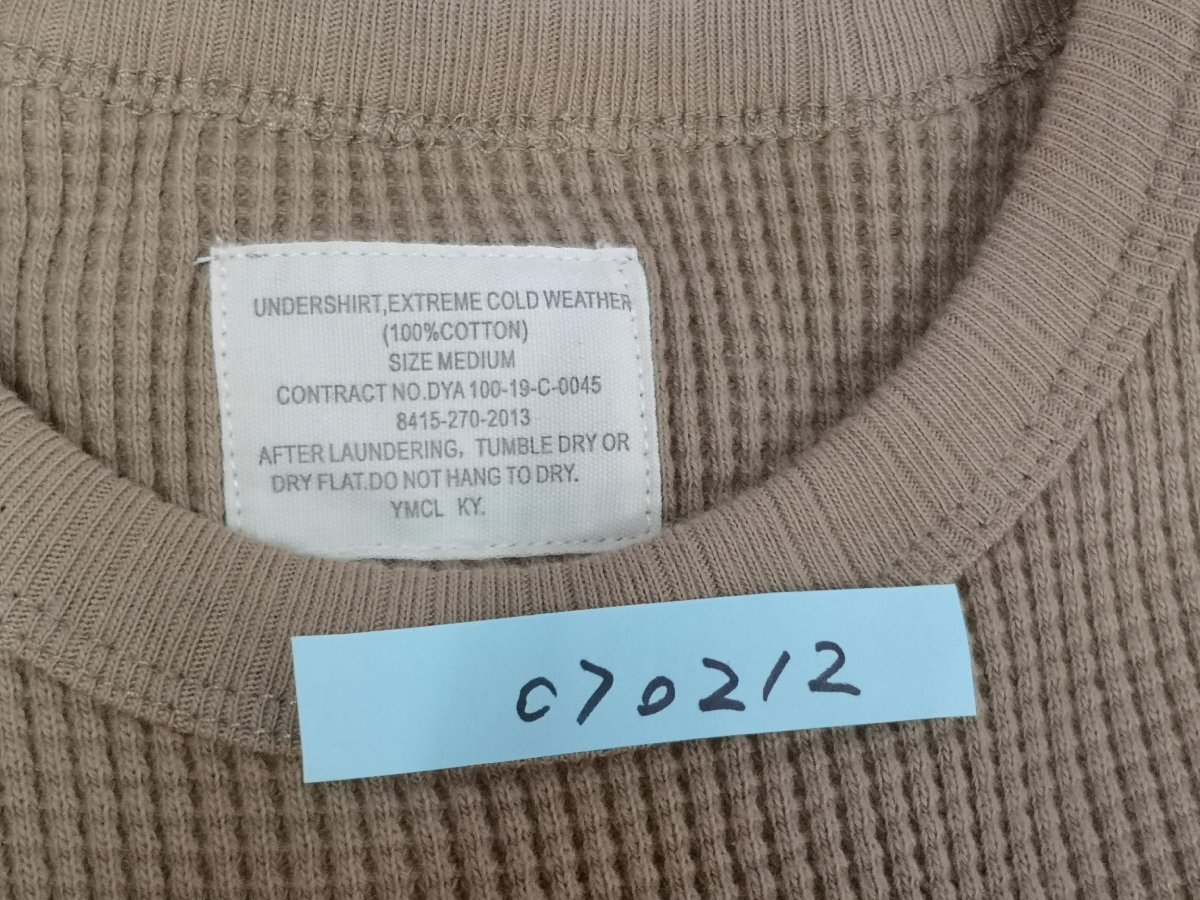 UNDERSHIRT,EXTREME COLD WEATHER
(100%COTTON)
SIZE MEDIUM
CONTRACT NO.DYA 100-19-C-0045
8415-270-2013
AFTER LAUNDERING, TUMBLE DRY OR
DRY FLAT.DO NOT HANG TO DRY.
YMCL KY.
070212